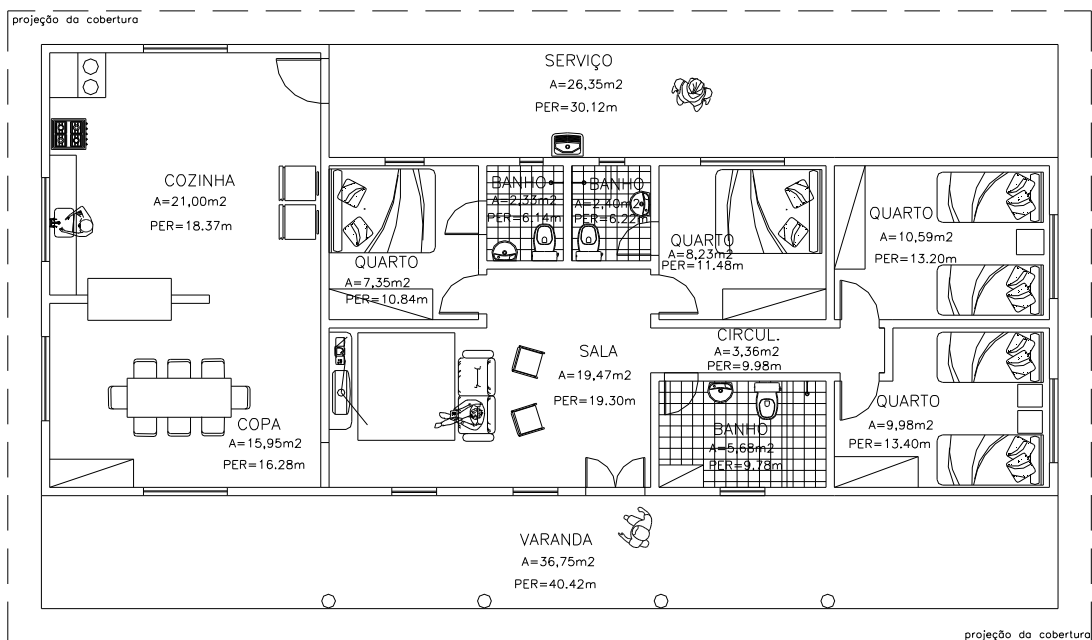 projeção da cobertura
SERVIÇO
A=26,35m2
PER=30.12m
COZINHA
A=21,00m2
PER=18.37m
BANHO
A=2,33m2
PER=6.14m
BANHO
A=2,40m2
PER=6.22m
QUARTO
A=7,35m2
PER=10.84m
QUARTO
A=8,23m2
PER=11.48m
QUARTO
A=10,59m2
PER=13.20m
SALA
A=19,47m2
PER=19.30m
CIRCUL.
A=3,36m2
PER=9.98m
COPA
A=15,95m2
PER=16.28m
BANHO
A=5,68m2
PER=9.78m
QUARTO
A=9,98m2
PER=13.40m
VARANDA
A=36,75m2
PER=40.42m
projeção da cobertura